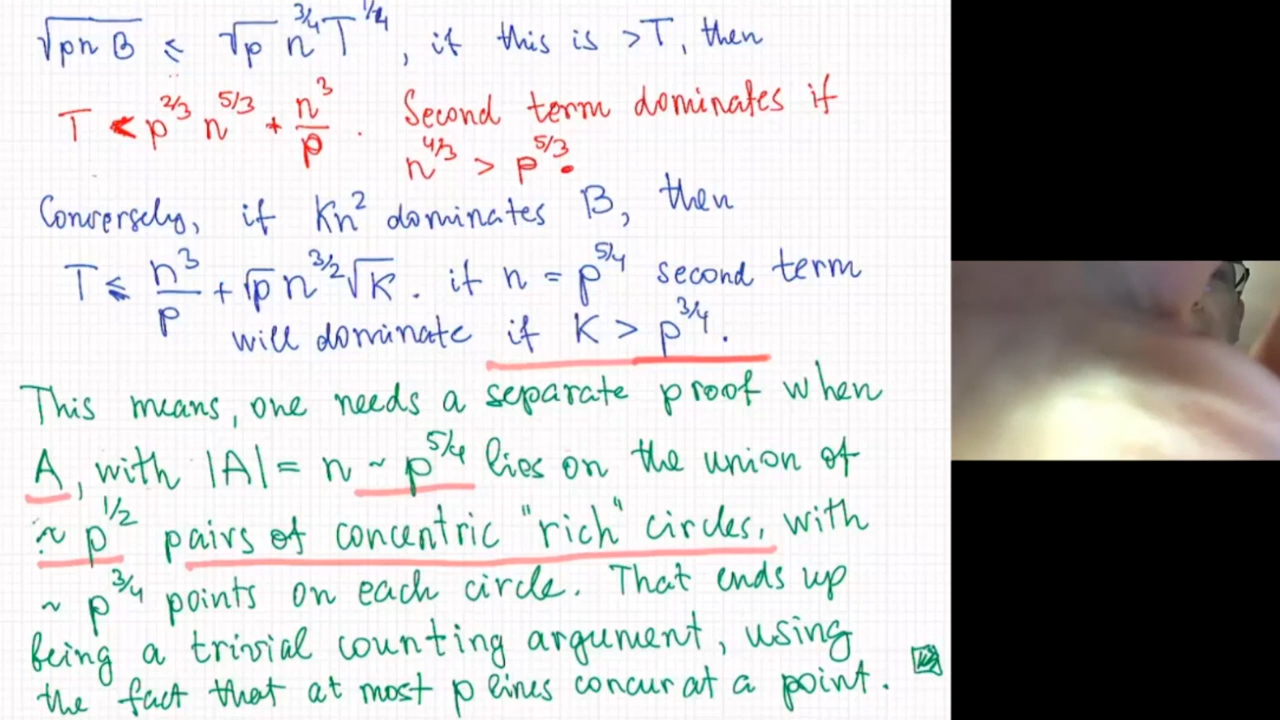 √pn B ≤ √p n^3/4 T^1/4, if this is >T, then
T < p^2/3 n^5/3 + n^3/p. Second term dominates if
n^4/3 > p^5/3.
Conversely, if Kn^2 dominates B, then
T ≤ n^3/p + √p n^3/2 √K. if n = p^5/4 second term
will dominate if K > p^3/4.
This means, one needs a separate proof when
A, with |A| = n ~ p^5/4 lies on the union of
~ p^1/2 pairs of concentric "rich" circles, with
~ p^3/4 points on each circle. That ends up
being a trivial counting argument, using
the fact that at most p lines concur at a point.